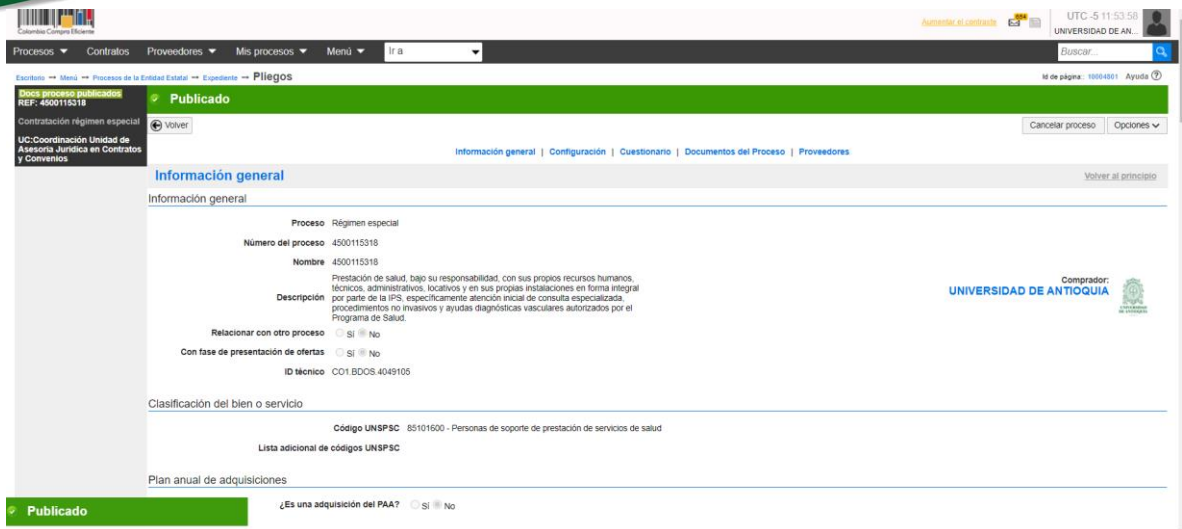 Colombia Compra Eficiente
Aumentar el contraste
UTC -5 11:53:58
UNIVERSIDAD DE AN...
Procesos Contratos Proveedores Mis procesos Menú Ir a Buscar...
Escritorio → Menú → Procesos de la Entidad Estatal → Expediente → Pliegos
Id de página: 10004801 Ayuda
Docs proceso publicados
REF: 4500115318
Contratación régimen especial
UC:Coordinación Unidad de
Asesoria Juridica en Contratos
y Convenios
Publicado
Volver
Cancelar proceso Opciones
Información general | Configuración | Cuestionario | Documentos del Proceso | Proveedores
Información general
Volver al principio
Información general
Proceso Régimen especial
Número del proceso 4500115318
Nombre 4500115318
Descripción Prestación de salud, bajo su responsabilidad, con sus propios recursos humanos,
técnicos, administrativos, locativos y en sus propias instalaciones en forma integral
por parte de la IPS, específicamente atención inicial de consulta especializada,
procedimientos no invasivos y ayudas diagnósticas vasculares autorizados por el
Programa de Salud.
Comprador:
UNIVERSIDAD DE ANTIOQUIA
Relacionar con otro proceso Sí No
Con fase de presentación de ofertas Sí No
ID técnico CO1.BDOS.4049105
Clasificación del bien o servicio
Código UNSPSC 85101600 - Personas de soporte de prestación de servicios de salud
Lista adicional de códigos UNSPSC
Plan anual de adquisiciones
¿Es una adquisición del PAA? Sí No
Publicado